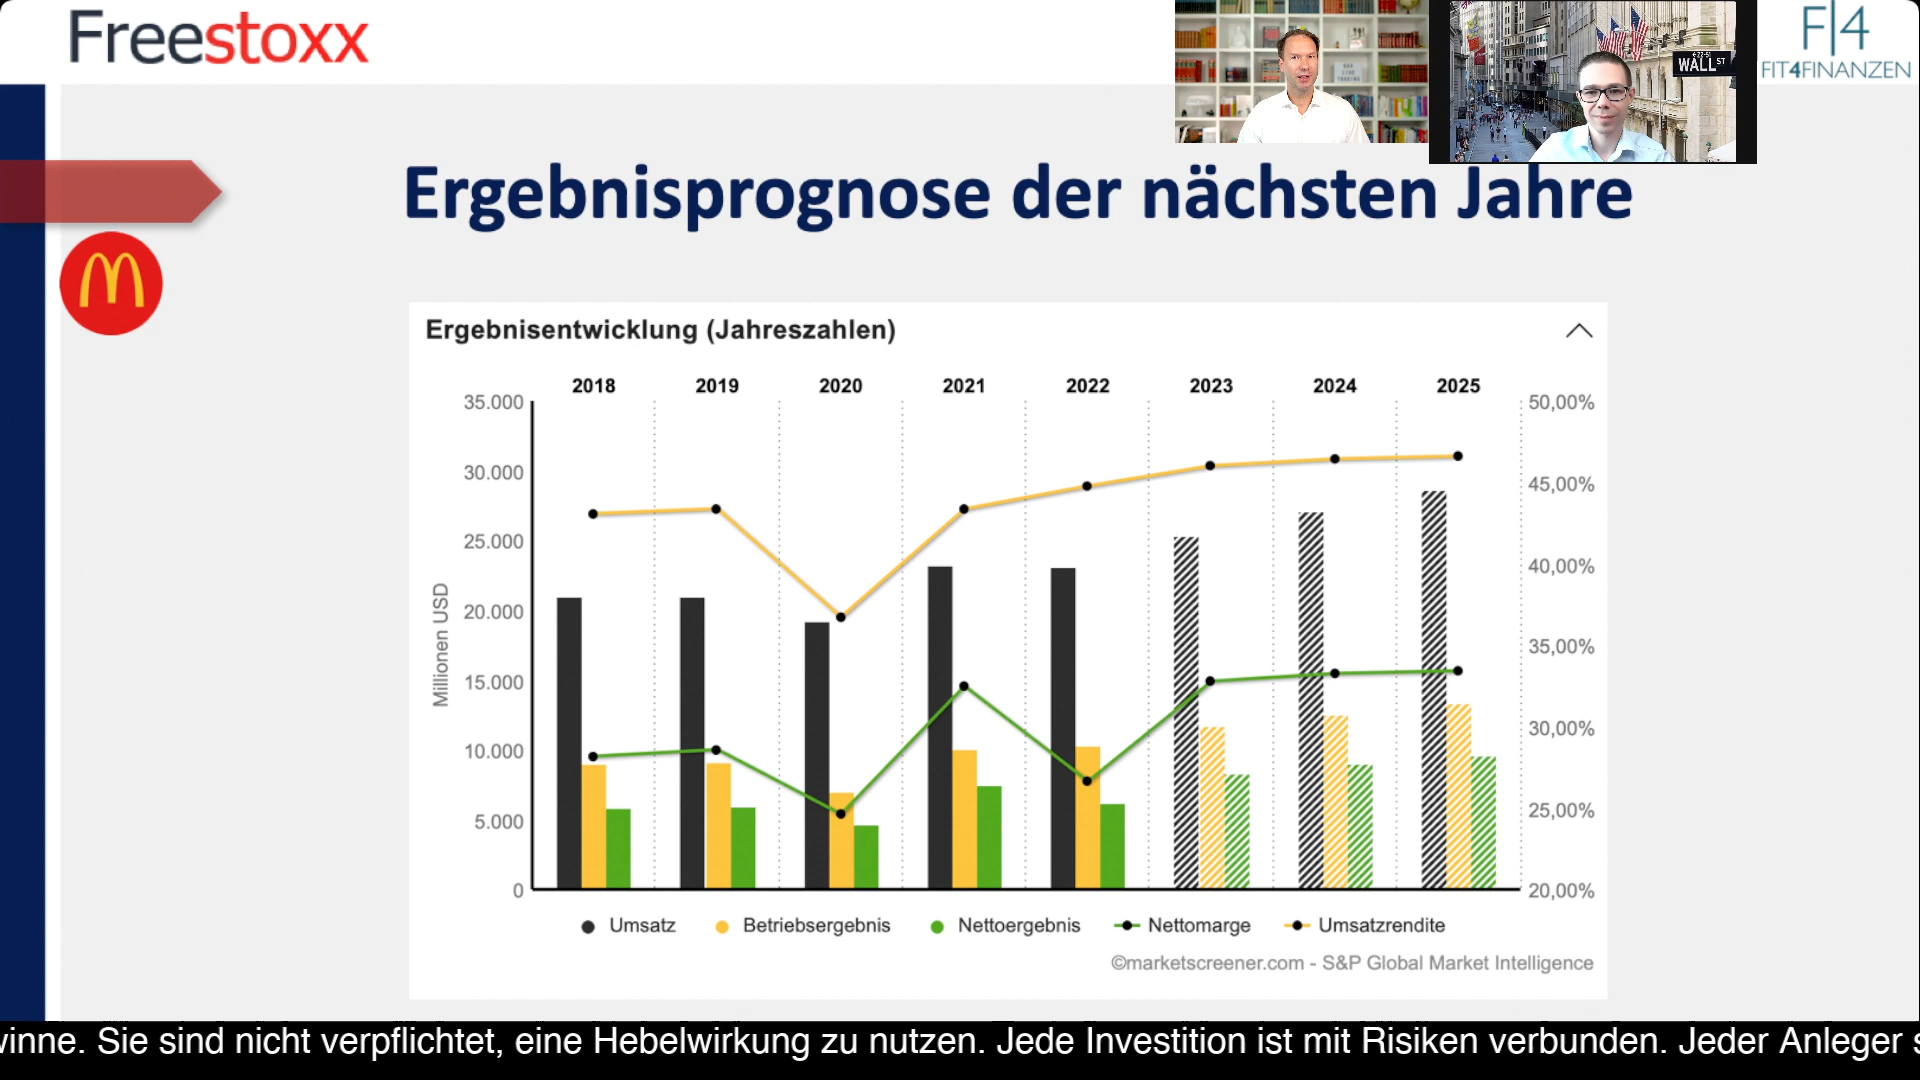 Freestoxx
WALL ST
F|4
FIT4FINANZEN
Ergebnisprognose der nächsten Jahre
Ergebnisentwicklung (Jahreszahlen)
2018 2019 2020 2021 2022 2023 2024 2025
35.000 50,00%
30.000 45,00%
25.000 40,00%
20.000 35,00%
15.000 30,00%
10.000 25,00%
5.000 20,00%
0
Millionen USD
Umsatz Betriebsergebnis Nettoergebnis Nettomarge Umsatzrendite
©marketscreener.com - S&P Global Market Intelligence
winne. Sie sind nicht verpflichtet, eine Hebelwirkung zu nutzen. Jede Investition ist mit Risiken verbunden. Jeder Anleger s